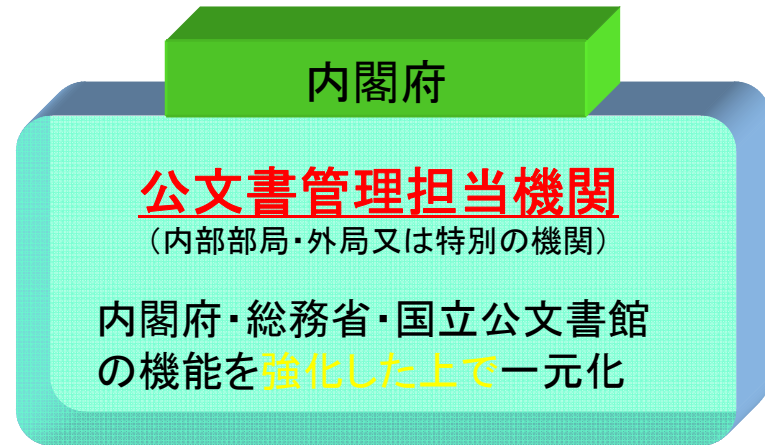 内閣府
公文書管理担当機関
（内部部局・外局又は特別の機関）
内閣府・総務省・国立公文書館
の機能を強化した上で一元化